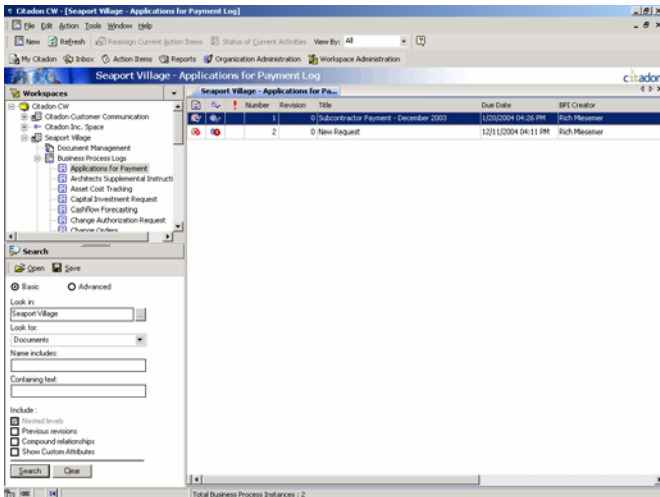 Citadon CW - [Seaport Village - Applications for Payment Log]
File Edit Action Tools Window Help
New Refresh Reassign Current Action Items Status of Current Activities View By: All
My Citadon Inbox Action Items Reports Organization Administration Workspace Administration
Seaport Village - Applications for Payment Log
citadon
Workspaces
Seaport Village - Applications for Pa...
Citadon CW
Citadon Customer Communication
Citadon Inc. Space
Seaport Village
Document Management
Business Process Logs
Applications for Payment
Architects Supplemental Instructi
Asset Cost Tracking
Capital Investment Request
Cashflow Forecasting
Change Authorization Request
Change Orders
Number Revision Title Due Date BPI Creator
1 0 Subcontractor Payment - December 2003 1/20/2004 04:26 PM Rich Miesener
2 0 New Request 12/11/2004 04:11 PM Rich Miesener
Search
Open Save
Basic Advanced
Look in:
Seaport Village ...
Look for:
Documents
Name includes:
Containing text:
Include :
Nested levels
Previous revisions
Compound relationships
Show Custom Attributes
Search Clear
Total Business Process Instances : 2